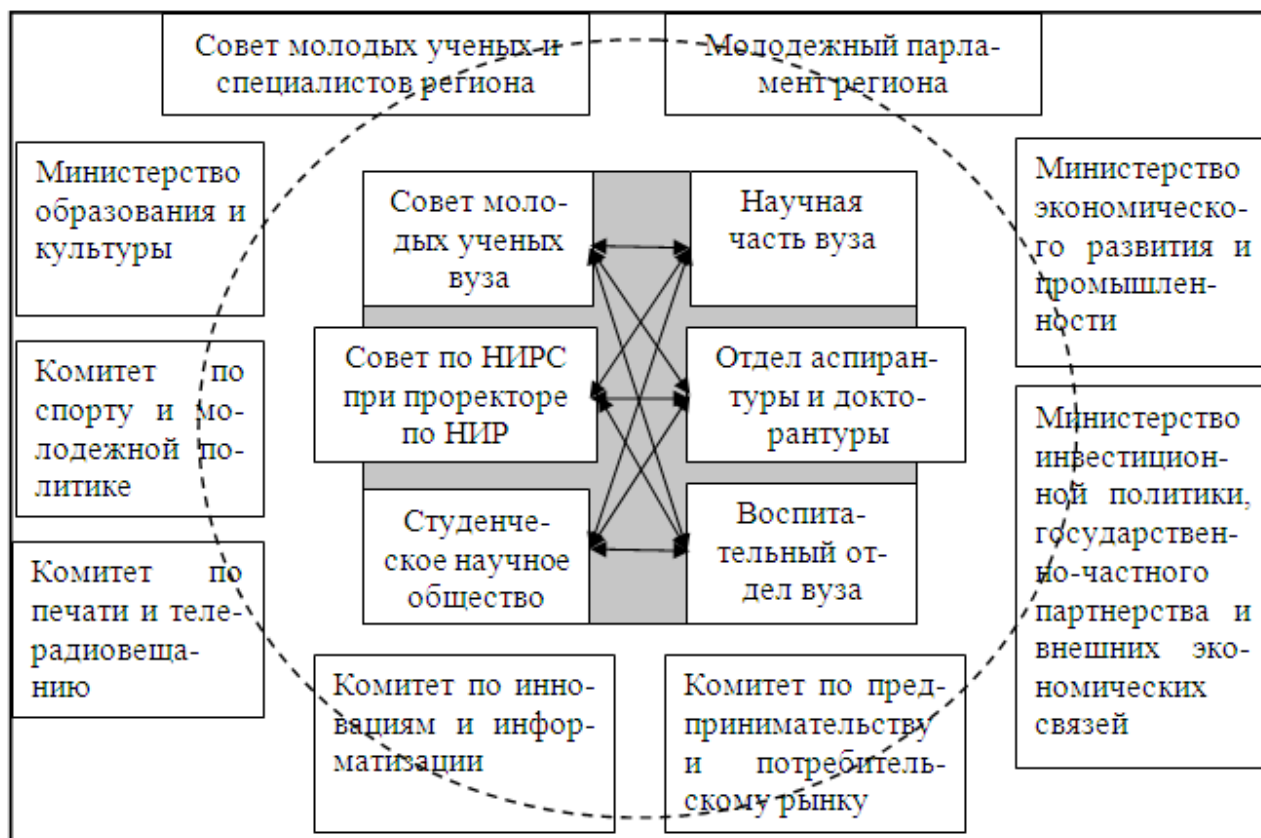 Совет молодых ученых и
специалистов региона
Молодежный парла-
мент региона
Министерство
образования и
культуры
Совет моло-
дых ученых
вуза
Научная
часть вуза
Министерство
экономическо-
го развития и
промышлен-
ности
Комитет по
спорту и мо-
лодежной по-
литике
Совет по НИРС
при проректоре
по НИР
Отдел аспиран-
туры и докто-
рантуры
Министерство
инвестицион-
ной политики,
государствен-
но-частного
партнерства и
внешних эко-
номических
связей
Комитет по
печати и теле-
радиовеща-
нию
Студенче-
ское научное
общество
Воспита-
тельный от-
дел вуза
Комитет по инно-
вациям и инфор-
матизации
Комитет по пред-
принимательству
и потребитель-
скому рынку